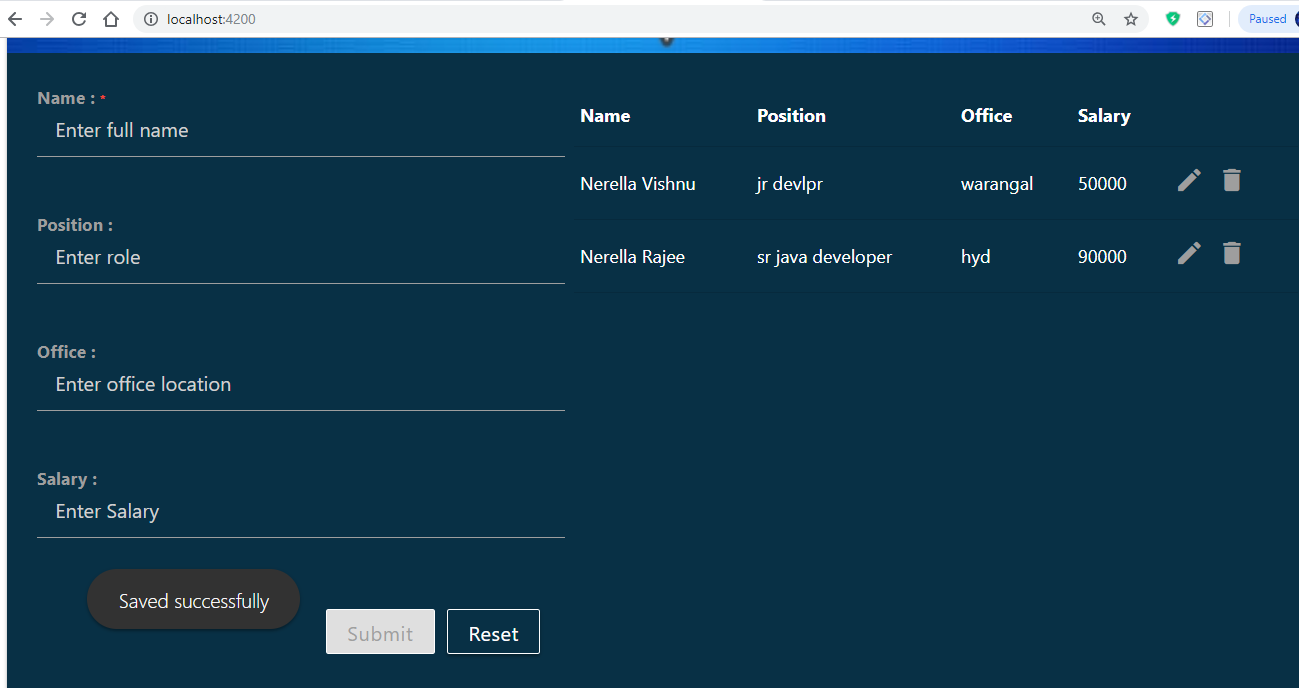 localhost:4200
Paused
Name : *
Enter full name
Position :
Enter role
Office :
Enter office location
Salary :
Enter Salary
Saved successfully
Submit
Reset
Name Position Office Salary
Nerella Vishnu jr devlpr warangal 50000
Nerella Rajee sr java developer hyd 90000